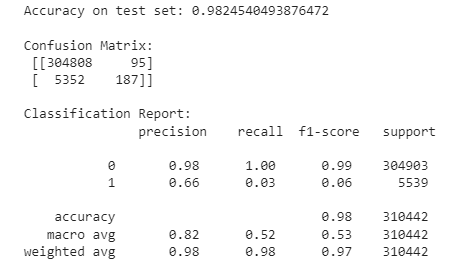 Accuracy on test set: 0.9824540493876472
Confusion Matrix:
[[304808 95]
[ 5352 187]]
Classification Report:
precision recall f1-score support
0 0.98 1.00 0.99 304903
1 0.66 0.03 0.06 5539
accuracy 0.98 310442
macro avg 0.82 0.52 0.53 310442
weighted avg 0.98 0.98 0.97 310442